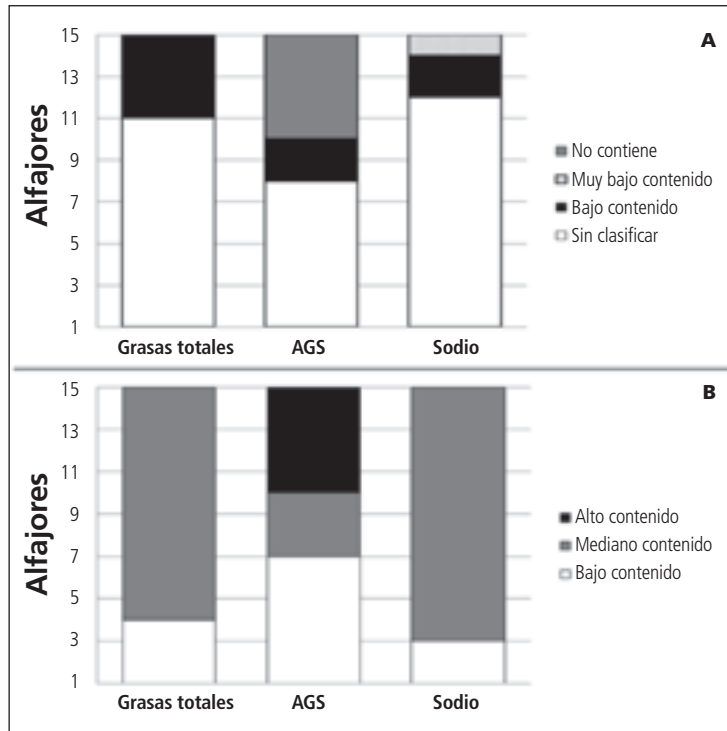 A
15
13
11
9
7
5
3
1
Alfajores
Grasas totales AGS Sodio
No contiene
Muy bajo contenido
Bajo contenido
Sin clasificar
B
15
13
11
9
7
5
3
1
Alfajores
Grasas totales AGS Sodio
Alto contenido
Mediano contenido
Bajo contenido